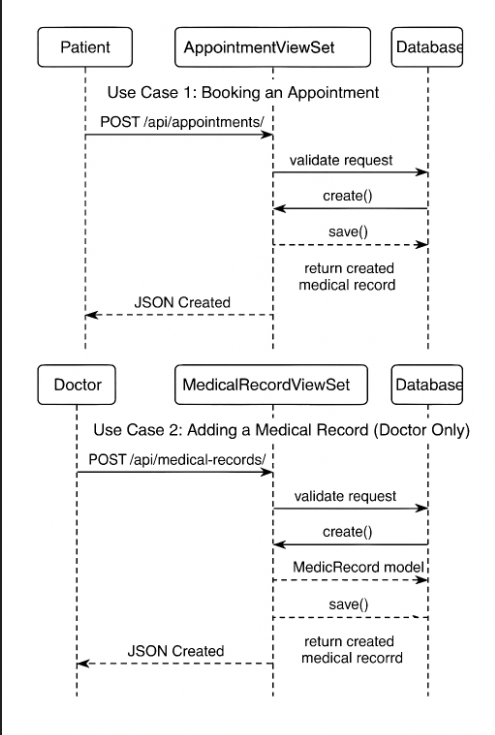 Patient
AppointmentViewSet
Database
Use Case 1: Booking an Appointment
POST /api/appointments/
validate request
create()
save()
return created
medical record
JSON Created
Doctor
MedicalRecordViewSet
Database
Use Case 2: Adding a Medical Record (Doctor Only)
POST /api/medical-records/
validate request
create()
MedicRecord model
save()
return created
medical recorrd
JSON Created